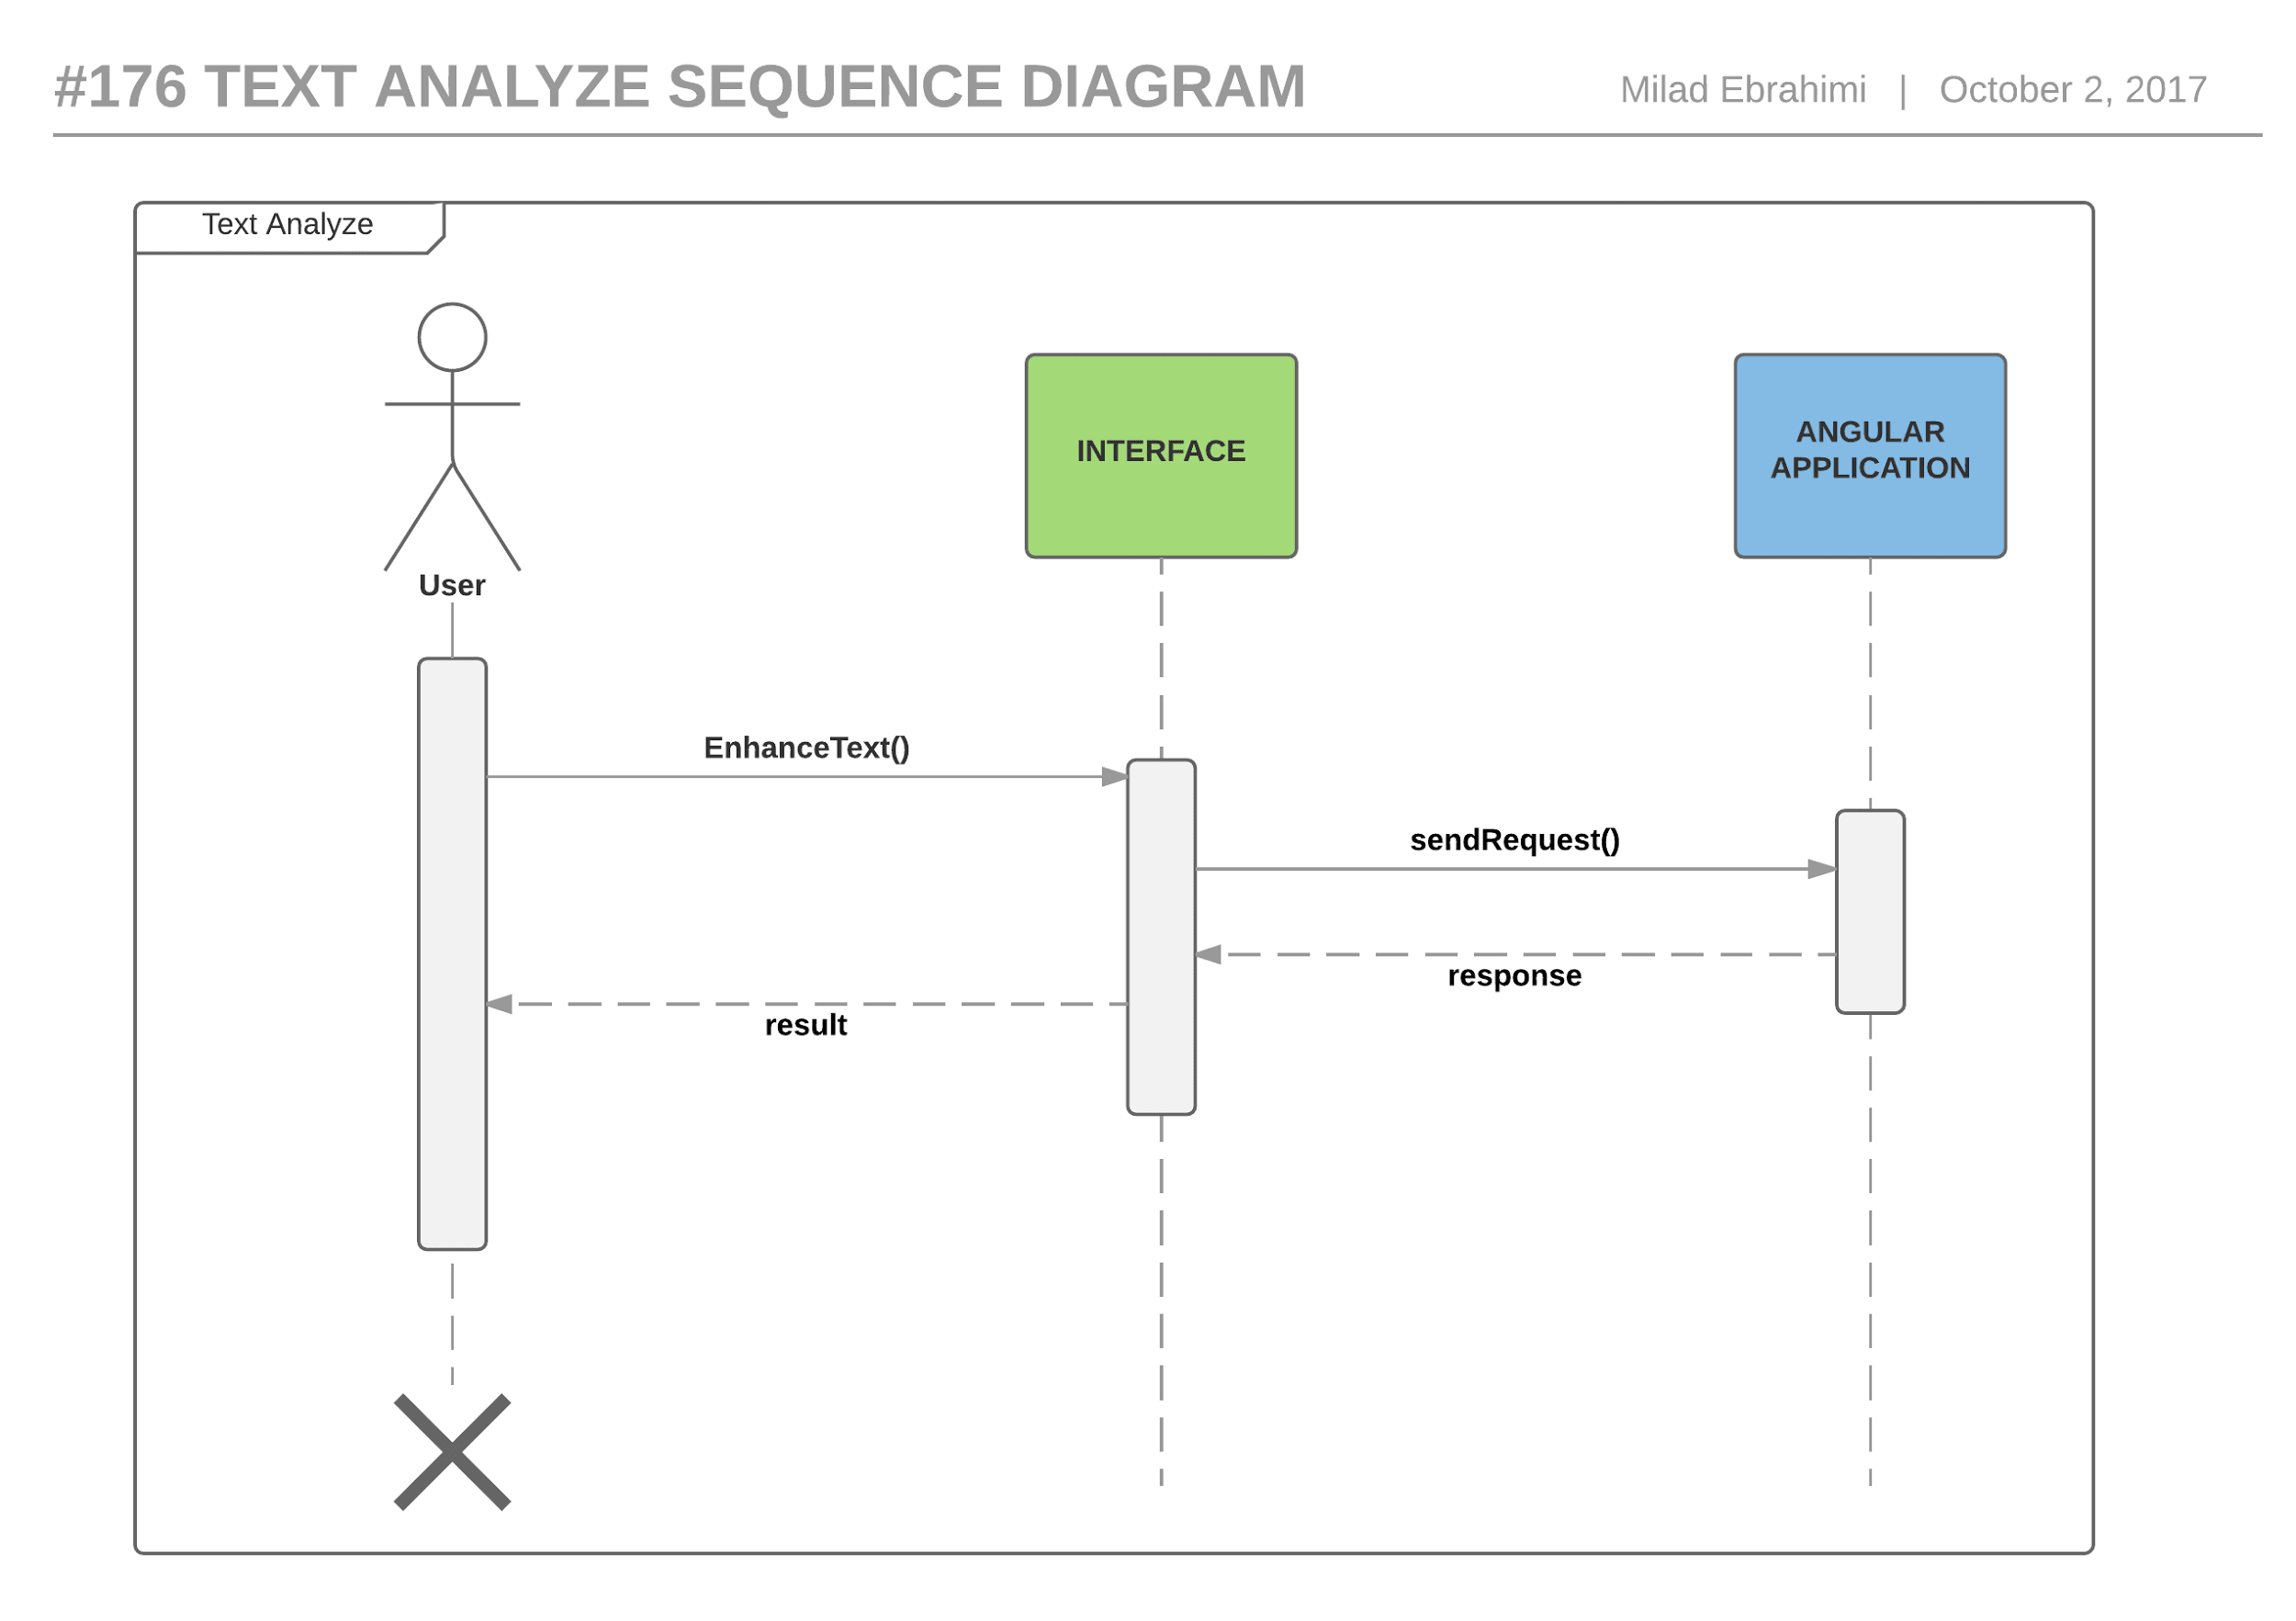 #176 TEXT ANALYZE SEQUENCE DIAGRAM
Milad Ebrahimi | October 2, 2017
Text Analyze
INTERFACE
ANGULAR
APPLICATION
User
EnhanceText()
sendRequest()
response
result